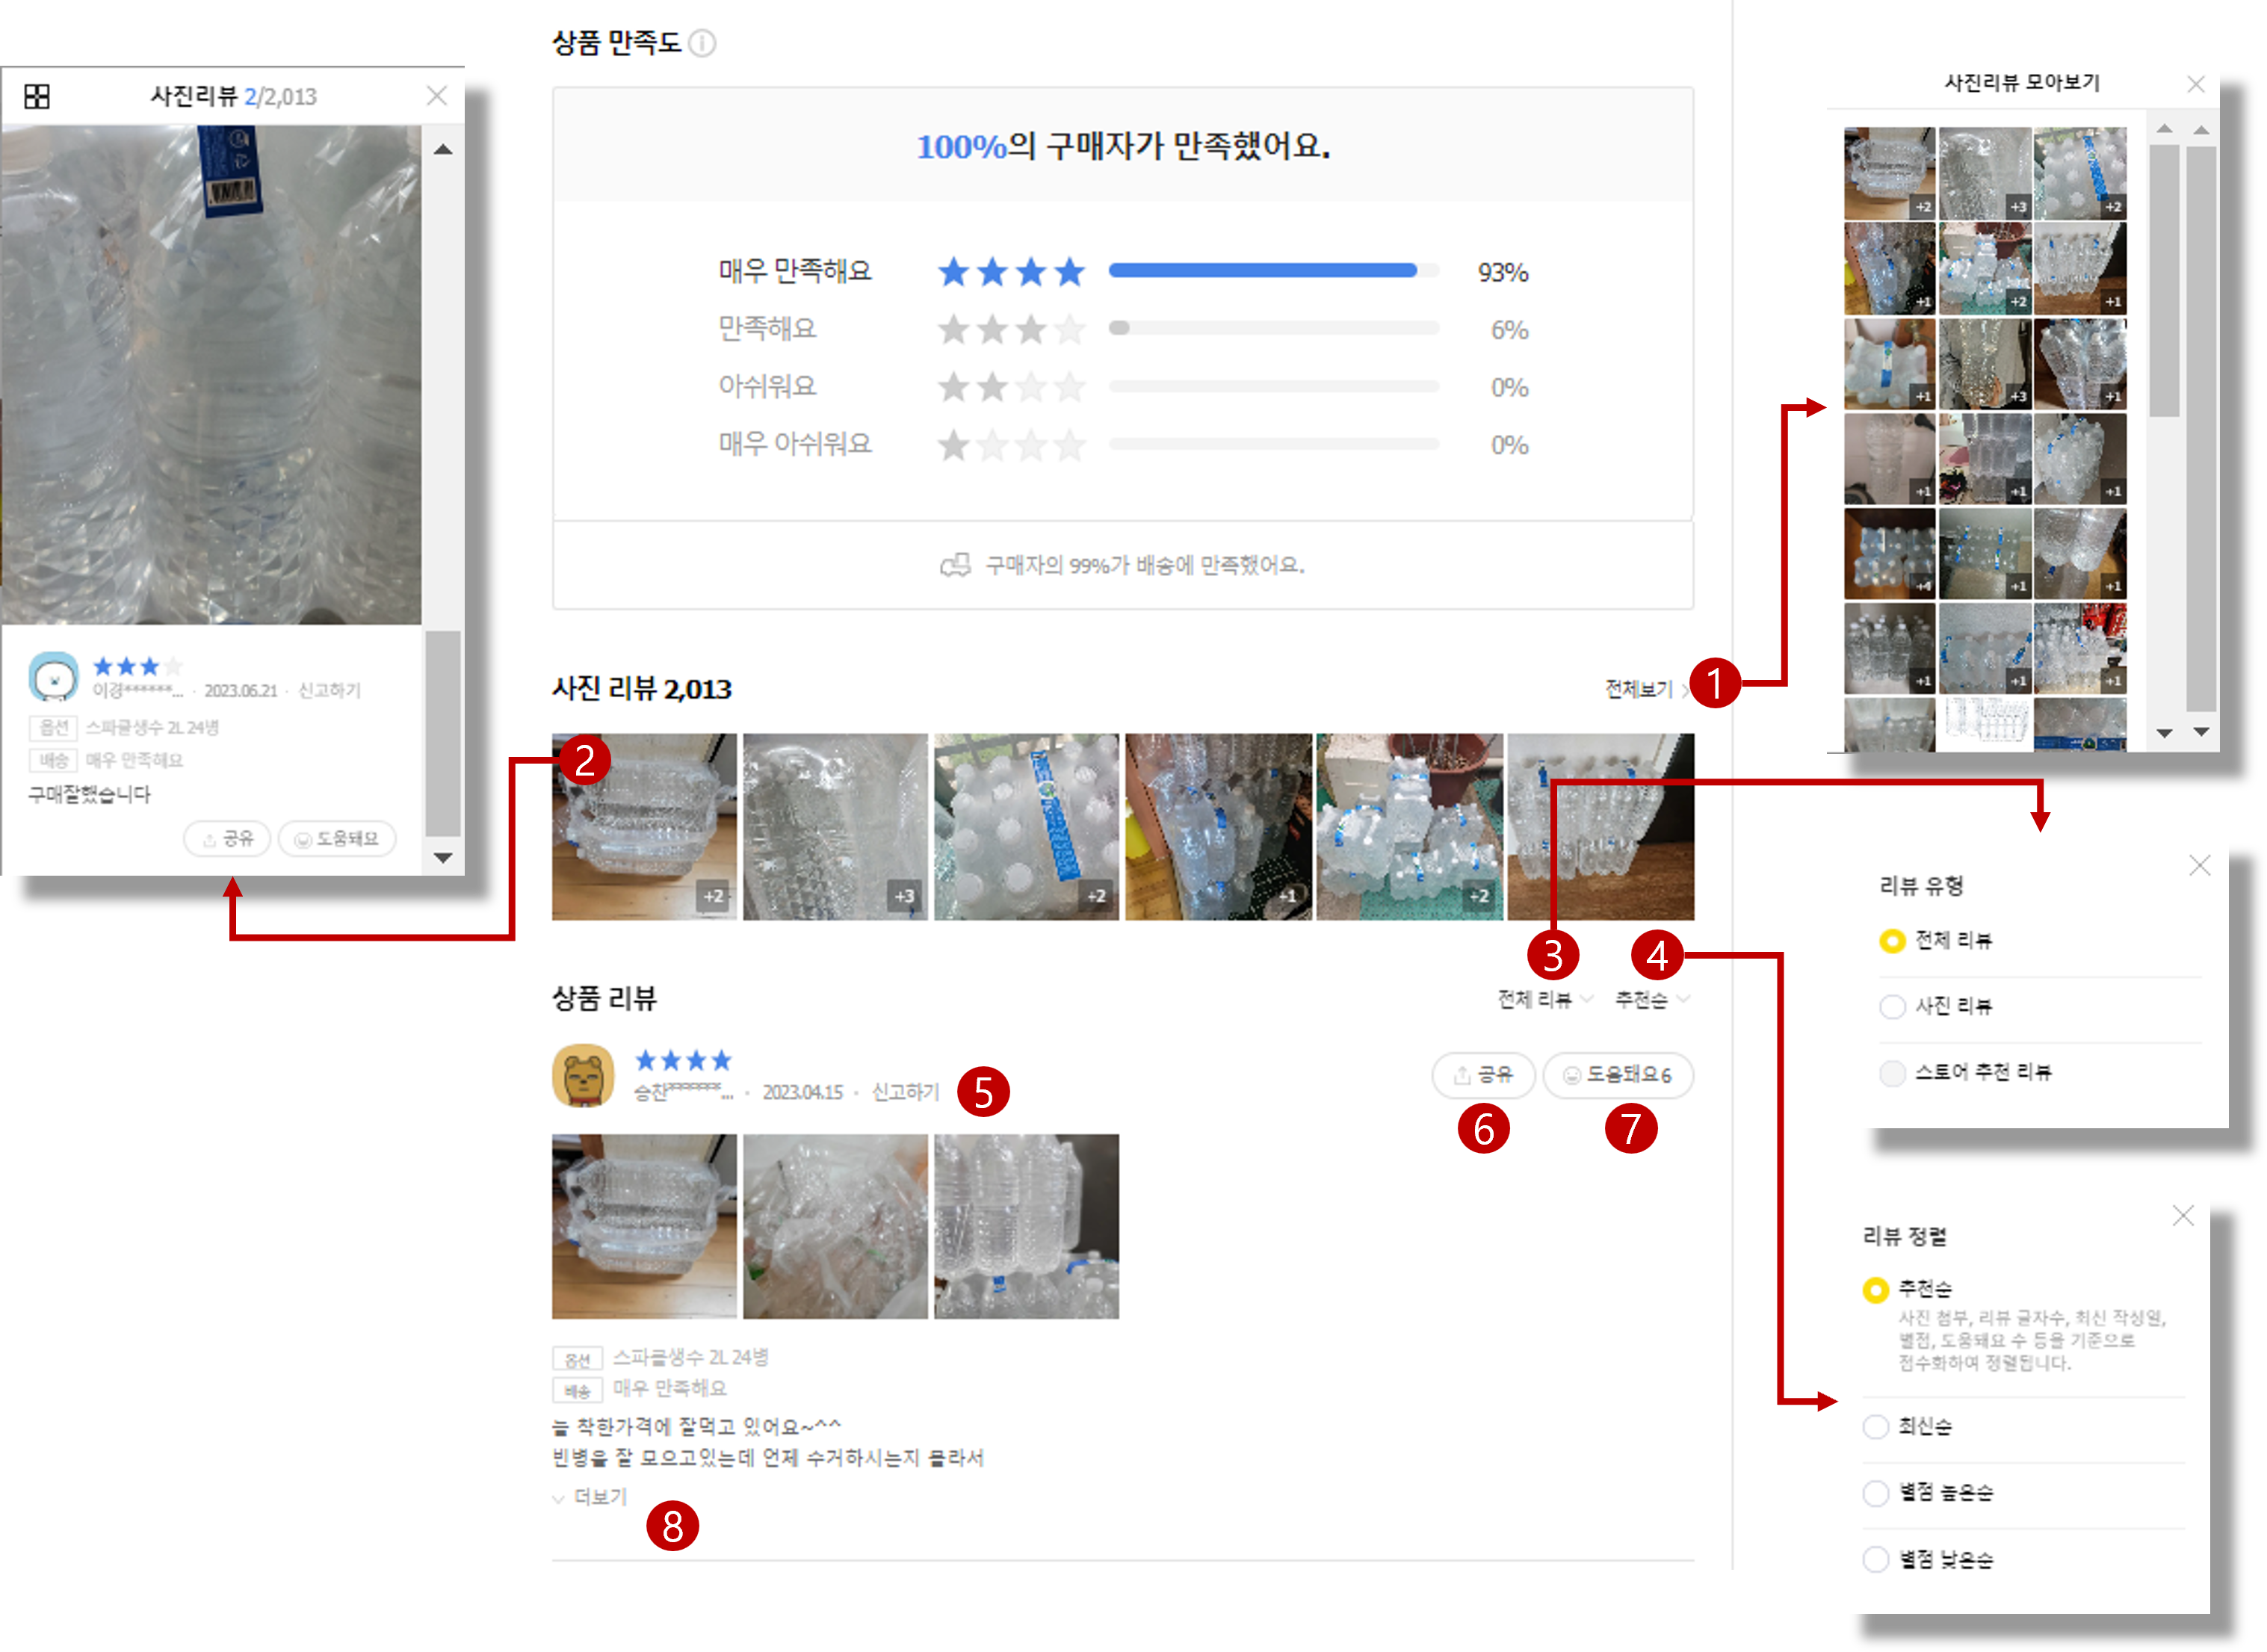 상품 만족도
100%의 구매자가 만족했어요.
매우 만족해요 93%
만족해요 6%
아쉬워요 0%
매우 아쉬워요 0%
구매자의 99%가 배송에 만족했어요.
사진 리뷰 2,013
전체보기
1
2
+2
+3
+2
+1
+2
3
4
상품 리뷰
전체 리뷰
추천순
승찬*******... · 2023.04.15 · 신고하기
5
공유
도움돼요 6
6
7
옵션 스파클생수 2L 24병
배송 매우 만족해요
늘 착한가격에 잘먹고 있어요~^^
빈병을 잘 모으고있는데 언제 수거하시는지 몰라서
더보기
8
사진리뷰 2/2,013
이경******... · 2023.06.21 · 신고하기
옵션 스파클생수 2L 24병
배송 매우 만족해요
구매잘했습니다
공유
도움돼요
사진리뷰 모아보기
+2 +3 +2
+1 +2 +1
+1 +3 +1
+1 +1 +1
+4 +1 +1
+1 +1 +1
리뷰 유형
전체 리뷰
사진 리뷰
스토어 추천 리뷰
리뷰 정렬
추천순
사진 첨부, 리뷰 글자수, 최신 작성일,
별점, 도움돼요 수 등을 기준으로
점수화하여 정렬됩니다.
최신순
별점 높은순
별점 낮은순